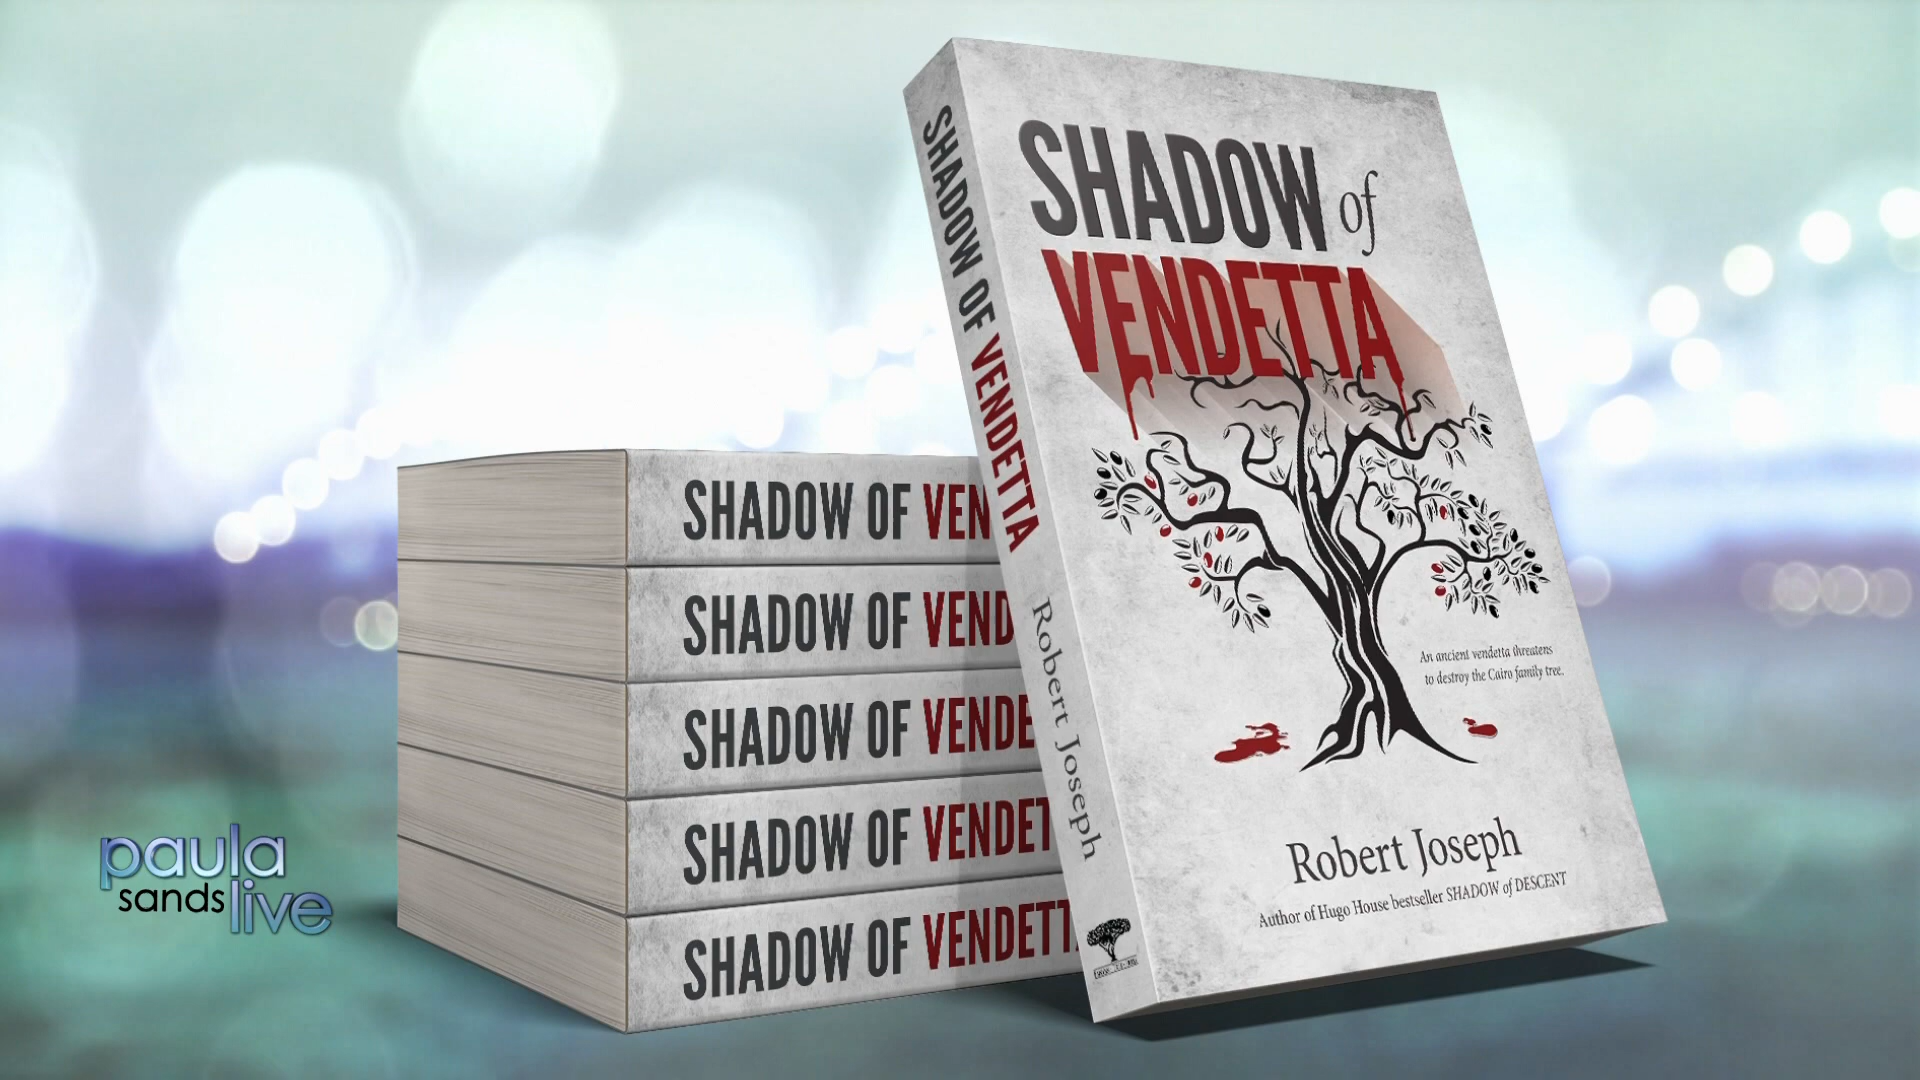 SHADOW of
VENDETTA
An ancient vendetta threatens
to destroy the Cairo family tree.
Robert Joseph
Author of Hugo House bestseller SHADOW of DESCENT
SHADOW OF VENDETTA
Robert Joseph
SHADOW OF VEN
SHADOW OF VEND
SHADOW OF VENDE
SHADOW OF VENDET
SHADOW OF VENDETT
paula
sands live